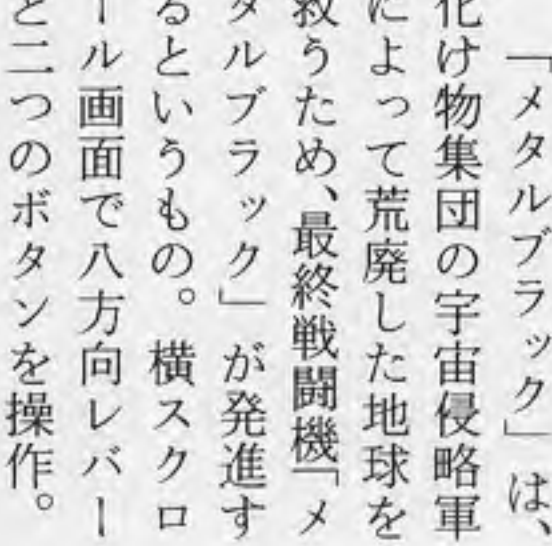 「メタルブラック」は、
化け物集団の宇宙侵略軍
によって荒廃した地球を
救うため、最終戦闘機「メ
タルブラック」が発進す
るというもの。横スクロ
ール画面で八方向レバー
と二つのボタンを操作。